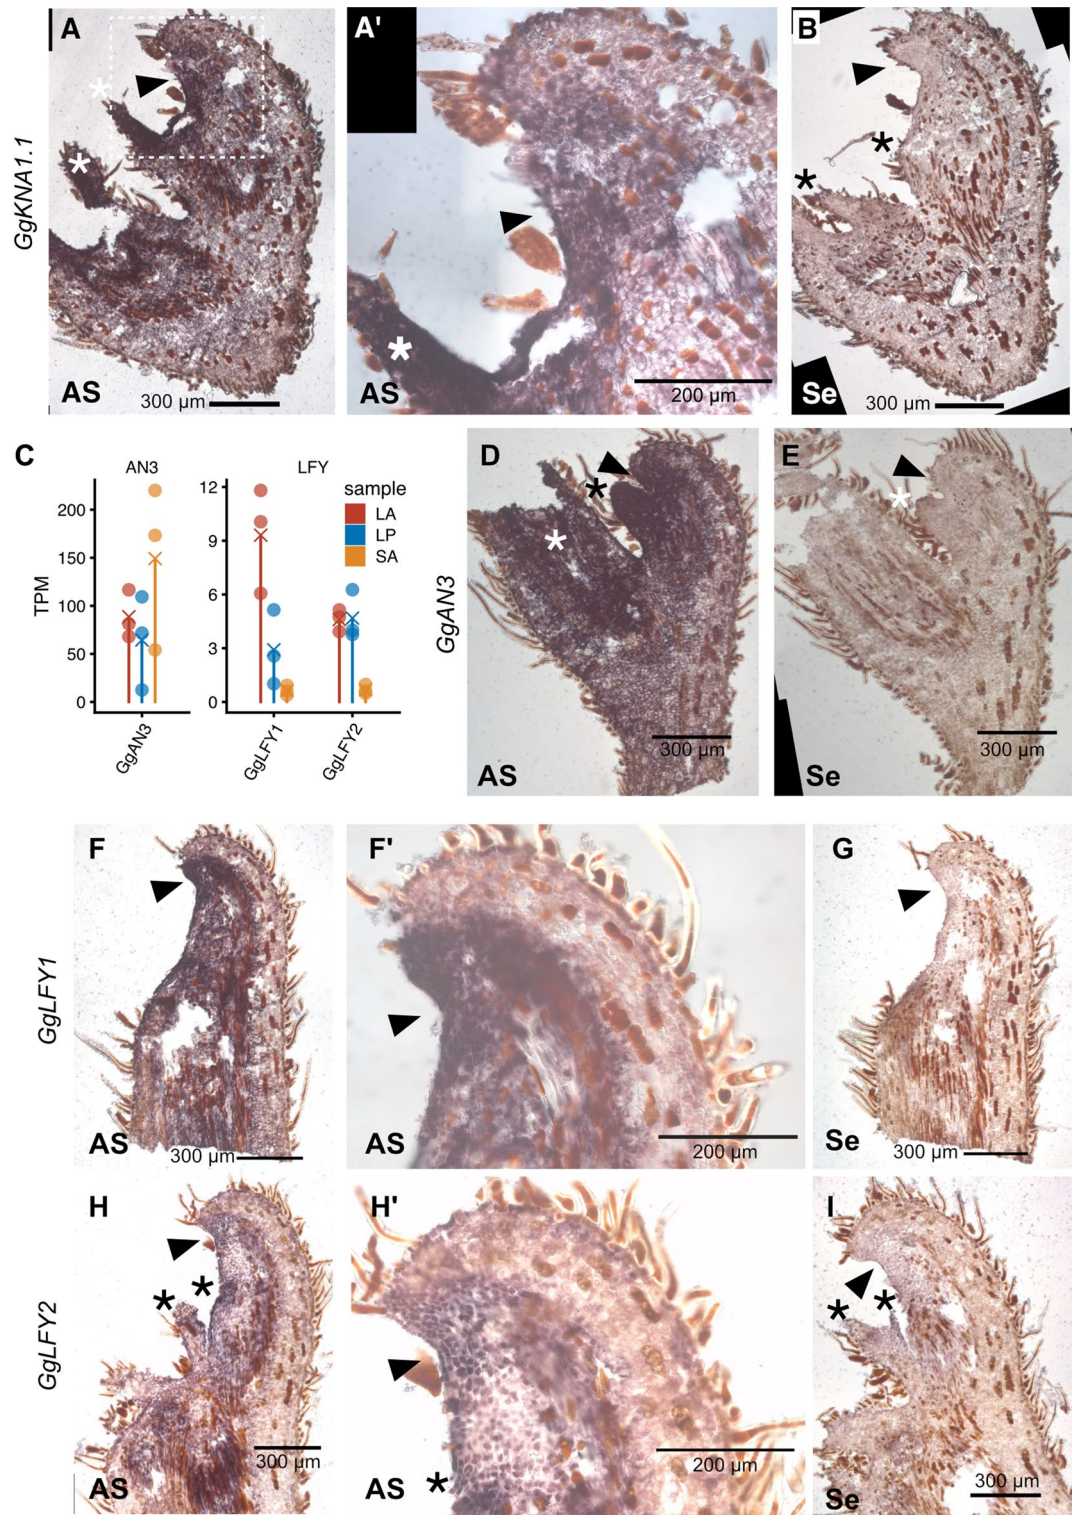 A
A'
B
GgKNA1.1
AS
300 µm
AS
200 µm
Se
300 µm
C
AN3
LFY
sample
LA
LP
SA
TPM
200
150
100
50
0
12
9
6
3
0
GgAN3
GgLFY1
GgLFY2
D
E
GgAN3
300 µm
AS
300 µm
Se
F
F'
G
GgLFY1
AS
300 µm
AS
200 µm
Se
300 µm
H
H'
I
GgLFY2
AS
300 µm
AS
200 µm
Se
300 µm